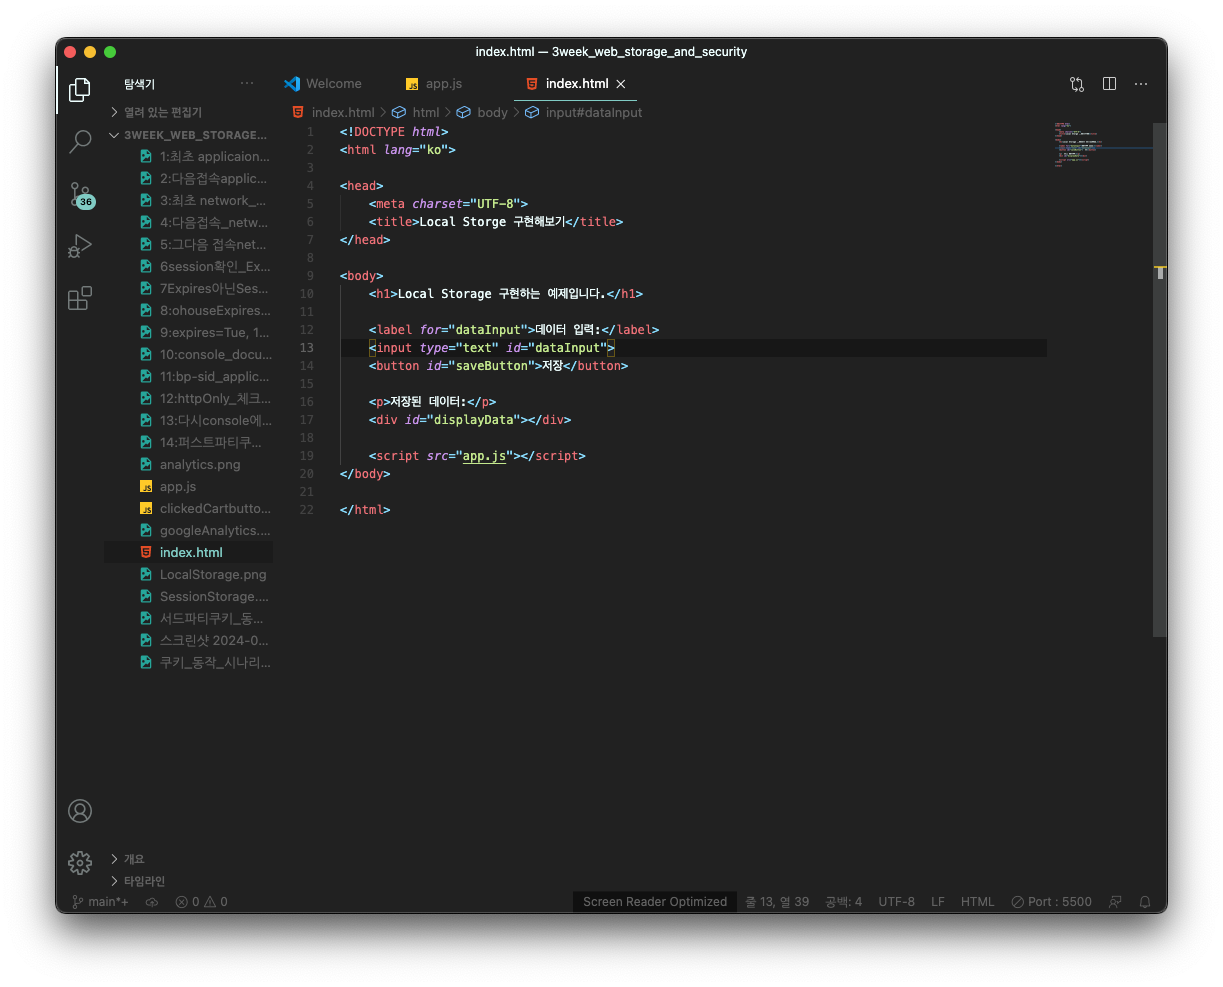 index.html — 3week_web_storage_and_security
탐색기
Welcome
app.js
index.html
열려 있는 편집기
3WEEK_WEB_STORAGE...
index.html > html > body > input#dataInput
1:최초 applicaion...
2:다음접속applic...
3:최초 network_...
4:다음접속_netw...
5:그다음 접속net...
6session확인_Ex...
7Expires아닌Ses...
8:ohouseExpires...
9:expires=Tue, 1...
10:console_docu...
11:bp-sid_applic...
12:httpOnly_체크...
13:다시console에...
14:퍼스트파티쿠...
analytics.png
app.js
clickedCartbutto...
googleAnalytics....
index.html
LocalStorage.png
SessionStorage....
서드파티쿠키_동...
스크린샷 2024-0...
쿠키_동작_시나리...
36
1 <!DOCTYPE html>
2 <html lang="ko">
3
4 <head>
5 <meta charset="UTF-8">
6 <title>Local Storge 구현해보기</title>
7 </head>
8
9 <body>
10 <h1>Local Storage 구현하는 예제입니다.</h1>
11
12 <label for="dataInput">데이터 입력:</label>
13 <input type="text" id="dataInput">
14 <button id="saveButton">저장</button>
15
16 <p>저장된 데이터:</p>
17 <div id="displayData"></div>
18
19 <script src="app.js"></script>
20 </body>
21
22 </html>
개요
타임라인
main*+ 0 0 Screen Reader Optimized 줄 13, 열 39 공백: 4 UTF-8 LF HTML Port : 5500